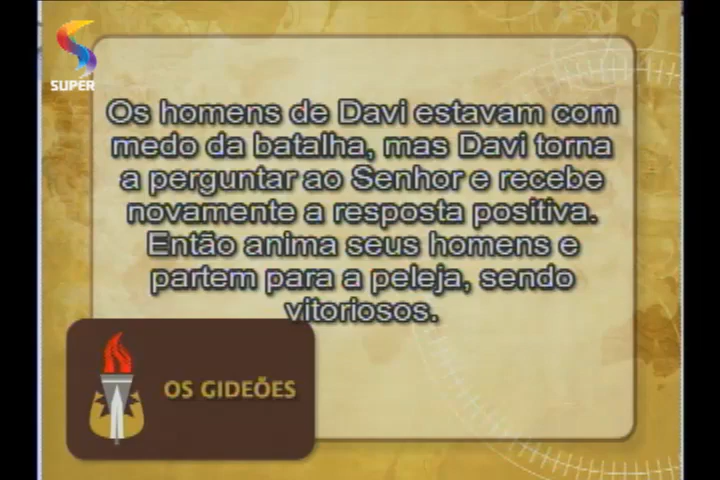 SUPER
Os homens de Davi estavam com
medo da batalha, mas Davi torna
a perguntar ao Senhor e recebe
novamente a resposta positiva.
Então anima seus homens e
partem para a peleja, sendo
vitoriosos.
OS GIDEÕES